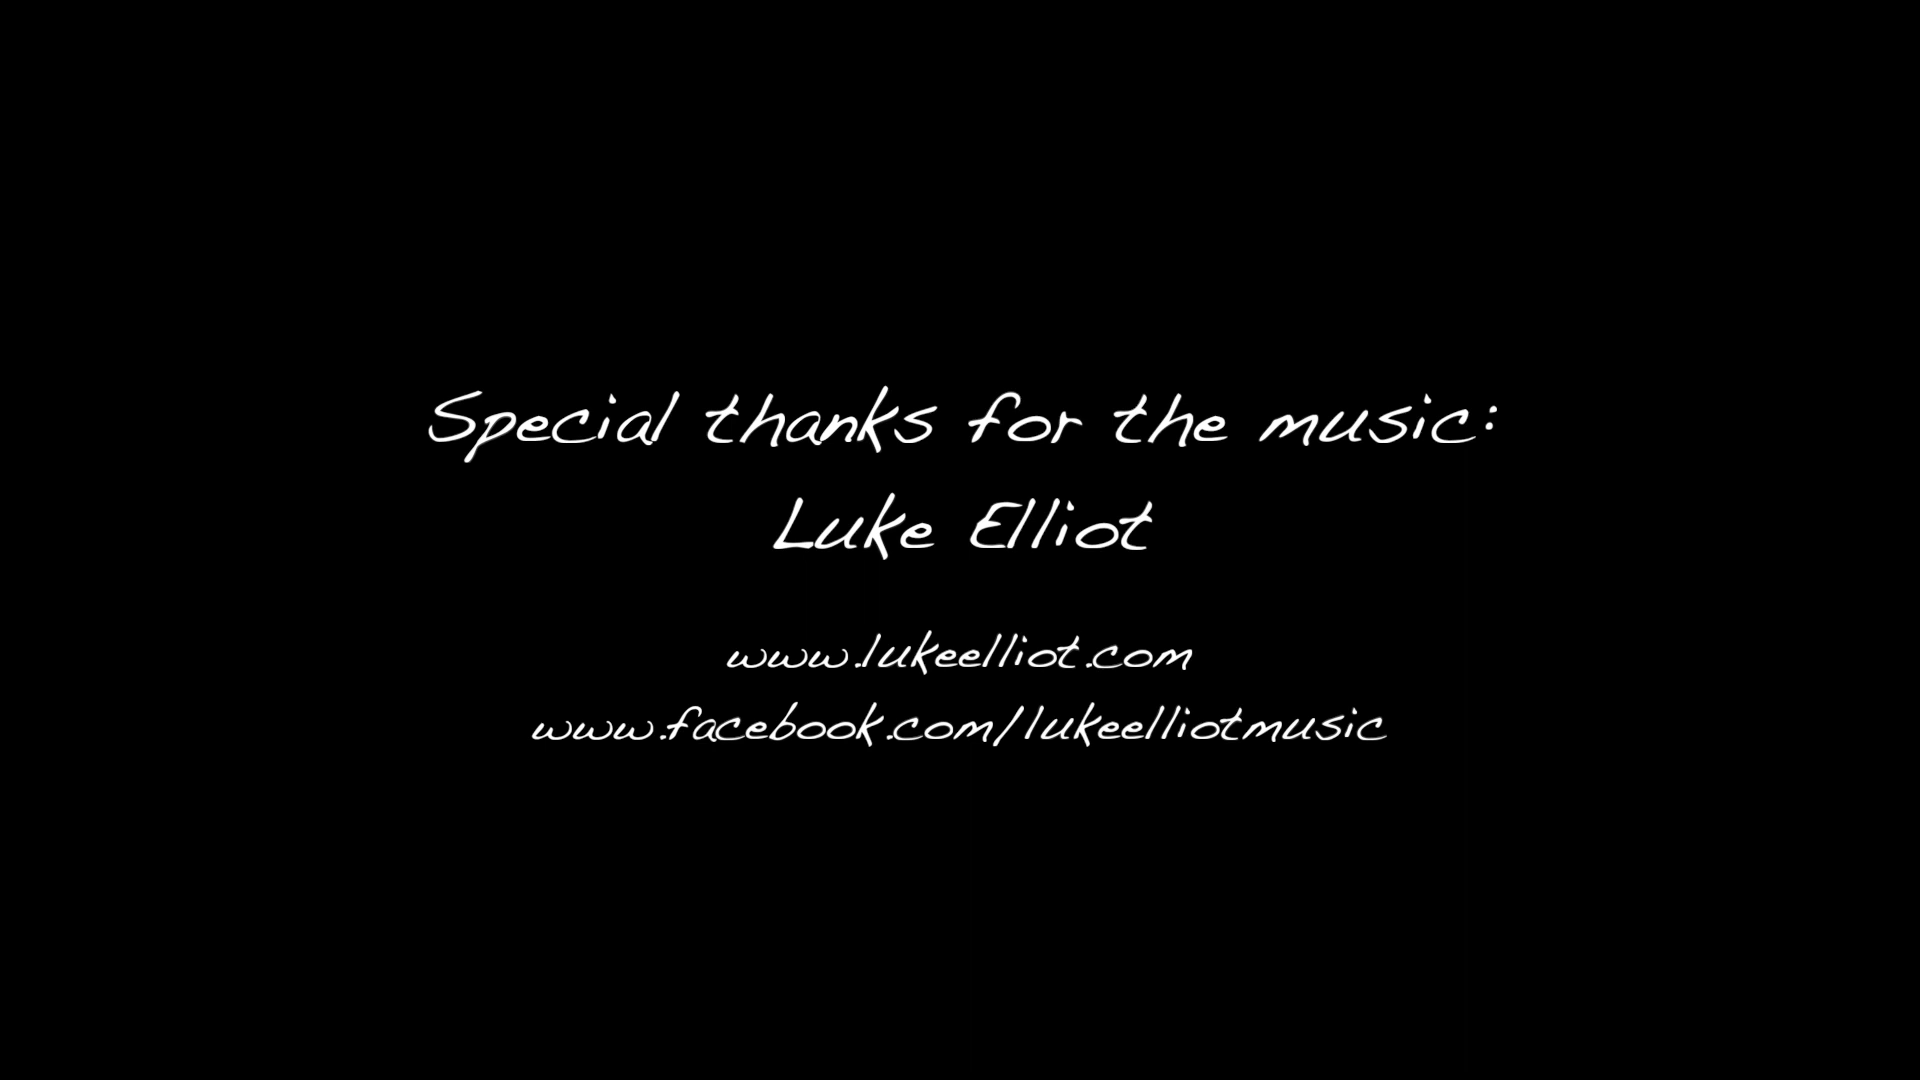 Special thanks for the music:
Luke Elliot
www.lukeelliot.com
www.facebook.com/lukeelliotmusic